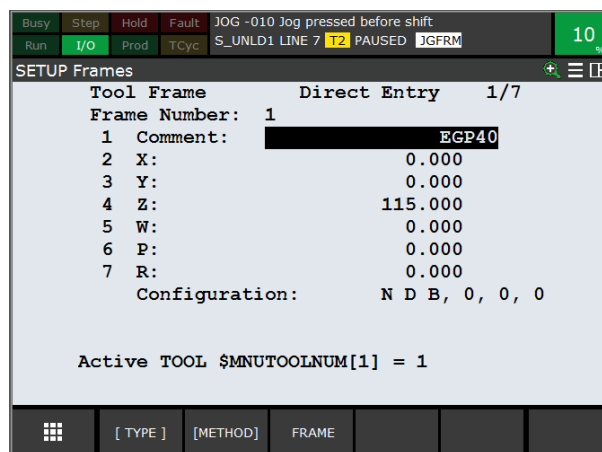 Busy Step Hold Fault JOG -010 Jog pressed before shift
Run I/O Prod TCyc S_UNLD1 LINE 7 T2 PAUSED JGFRM 10 %
SETUP Frames
Tool Frame Direct Entry 1/7
Frame Number: 1
1 Comment: EGP40
2 X: 0.000
3 Y: 0.000
4 Z: 115.000
5 W: 0.000
6 P: 0.000
7 R: 0.000
Configuration: N D B, 0, 0, 0
Active TOOL $MNUTOOLNUM[1] = 1
[ TYPE ] [METHOD] FRAME